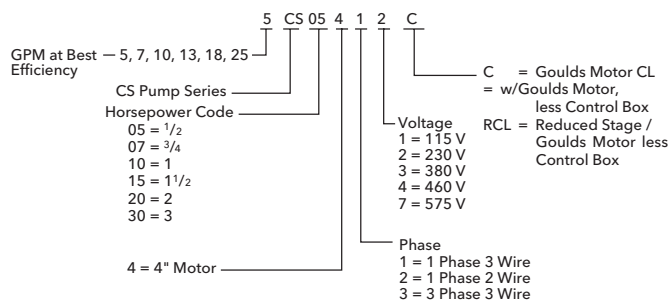 5 CS 05 4 1 2 C
GPM at Best
Efficiency
5, 7, 10, 13, 18, 25
CS Pump Series
Horsepower Code
05 = 1/2
07 = 3/4
10 = 1
15 = 1 1/2
20 = 2
30 = 3
4 = 4" Motor
C = Goulds Motor CL
= w/Goulds Motor,
less Control Box
RCL = Reduced Stage /
Goulds Motor less
Control Box
Voltage
1 = 115 V
2 = 230 V
3 = 380 V
4 = 460 V
7 = 575 V
Phase
1 = 1 Phase 3 Wire
2 = 1 Phase 2 Wire
3 = 3 Phase 3 Wire